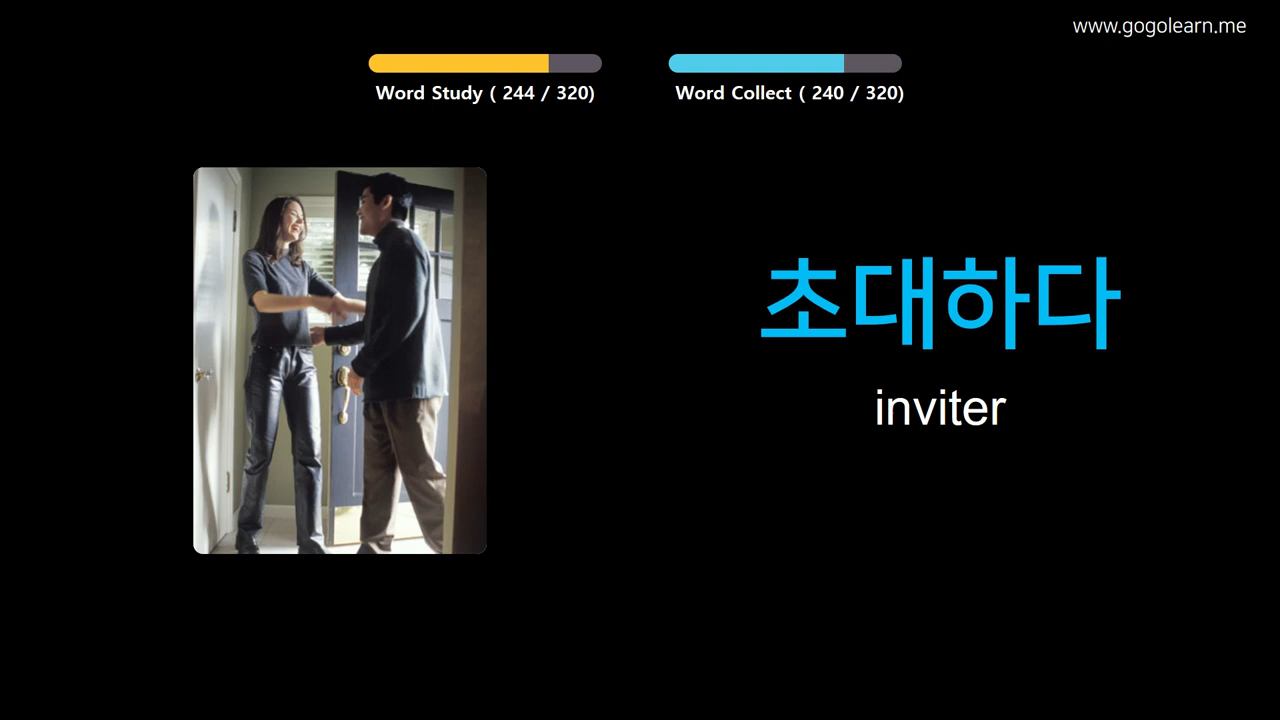 www.gogolearn.me
Word Study ( 244 / 320)
Word Collect ( 240 / 320)
초대하다
inviter